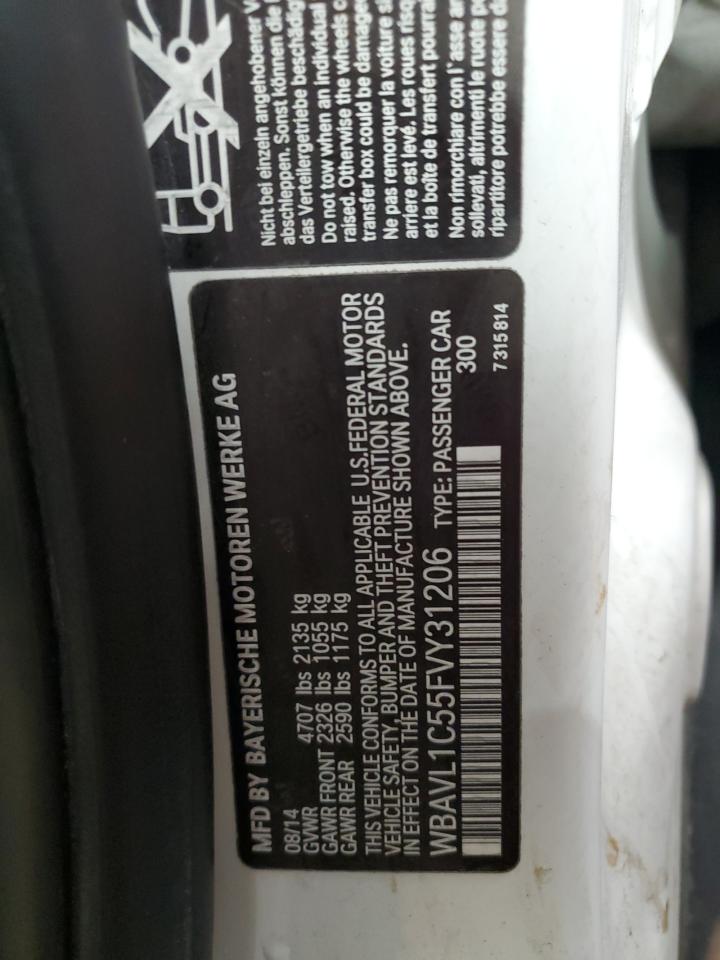 MFD BY BAYERISCHE MOTOREN WERKE AG
08/14
GVWR 4707 lbs 2135 kg
GAWR FRONT 2326 lbs 1055 kg
GAWR REAR 2590 lbs 1175 kg
THIS VEHICLE CONFORMS TO ALL APPLICABLE U.S.FEDERAL MOTOR
VEHICLE SAFETY, BUMPER AND THEFT PREVENTION STANDARDS
IN EFFECT ON THE DATE OF MANUFACTURE SHOWN ABOVE.
WBAVL1C55FVY31206 TYPE: PASSENGER CAR
300
7315814
Nicht bei einzeln angehobener
abschleppen. Sonst können die
das Verteilergetriebe beschädig
Do not tow when an individual
raised. Otherwise the wheels
transfer box could be damage
Ne pas remorquer la voiture si
arriere est levé. Les roues risq
et la boîte de transfert pourrai
Non rimorchiare con l'asse
sollevati, altrimenti le ruote
ripartitore potrebbe essere